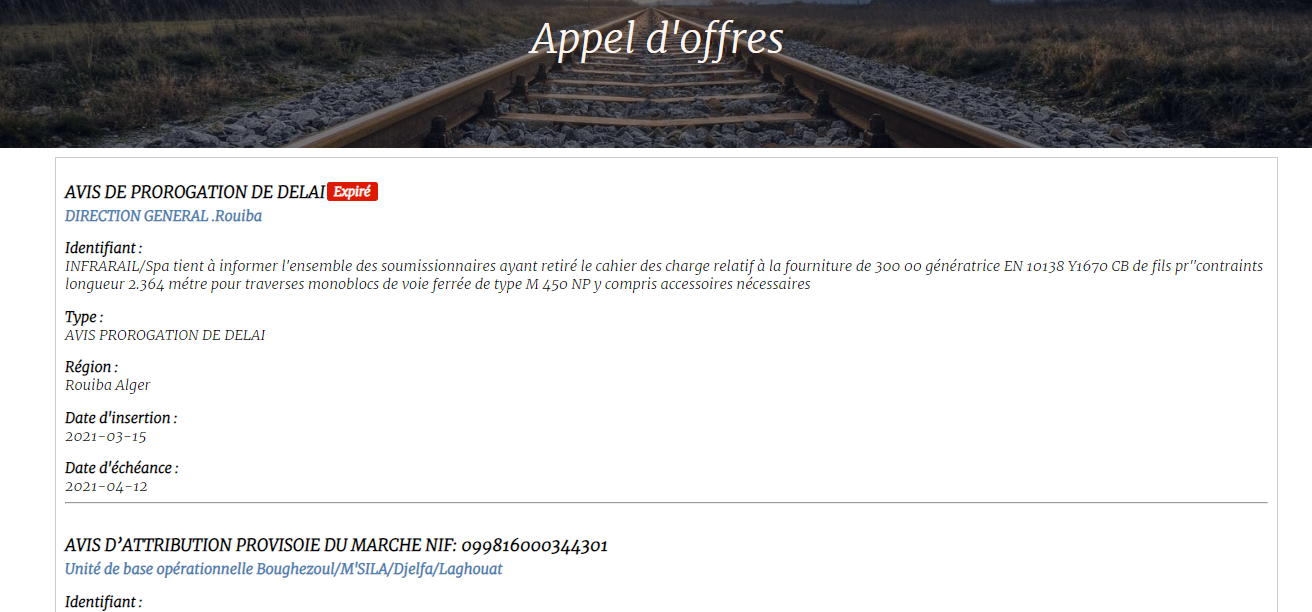 Appel d'offres
AVIS DE PROROGATION DE DELAI Expiré
DIRECTION GENERAL .Rouiba
Identifiant :
INFRARAIL/Spa tient à informer l'ensemble des soumissionnaires ayant retiré le cahier des charge relatif à la fourniture de 300 00 génératrice EN 10138 Y1670 CB de fils pr"contraints
longueur 2.364 métre pour traverses monoblocs de voie ferrée de type M 450 NP y compris accessoires nécessaires
Type :
AVIS PROROGATION DE DELAI
Région :
Rouiba Alger
Date d'insertion :
2021-03-15
Date d'échéance :
2021-04-12
AVIS D’ATTRIBUTION PROVISOIE DU MARCHE NIF: 099816000344301
Unité de base opérationnelle Boughezoul/M'SILA/Djelfa/Laghouat
Identifiant :